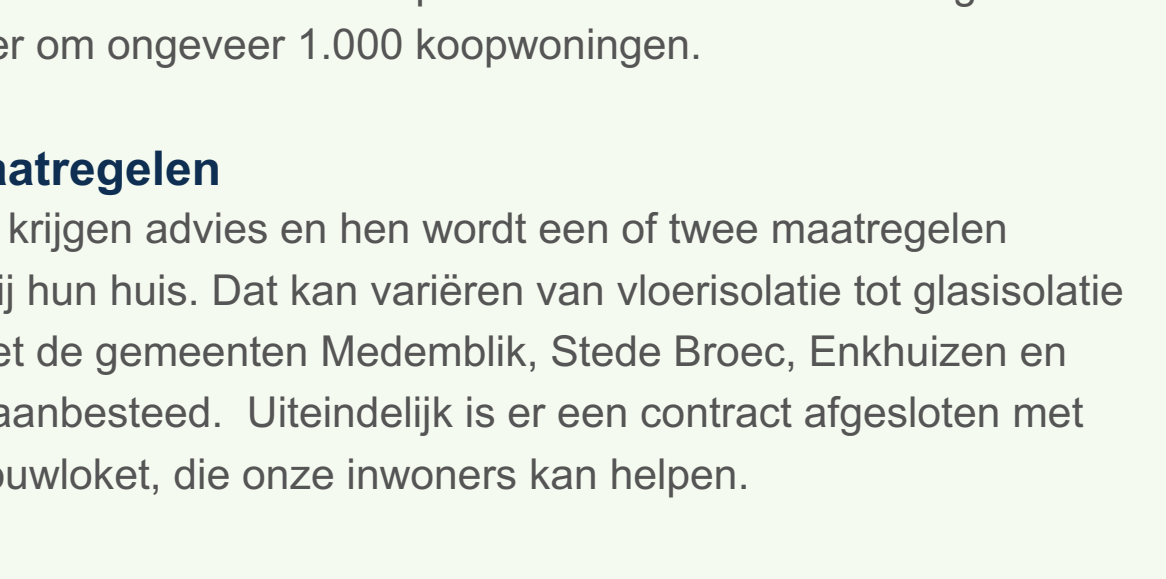 er om ongeveer 1.000 koopwoningen.
aatregelen
krijgen advies en hen wordt een of twee maatregelen
ij hun huis. Dat kan variëren van vloerisolatie tot glasisolatie
et de gemeenten Medemblik, Stede Broec, Enkhuizen en
aanbesteed. Uiteindelijk is er een contract afgesloten met
ouwloket, die onze inwoners kan helpen.